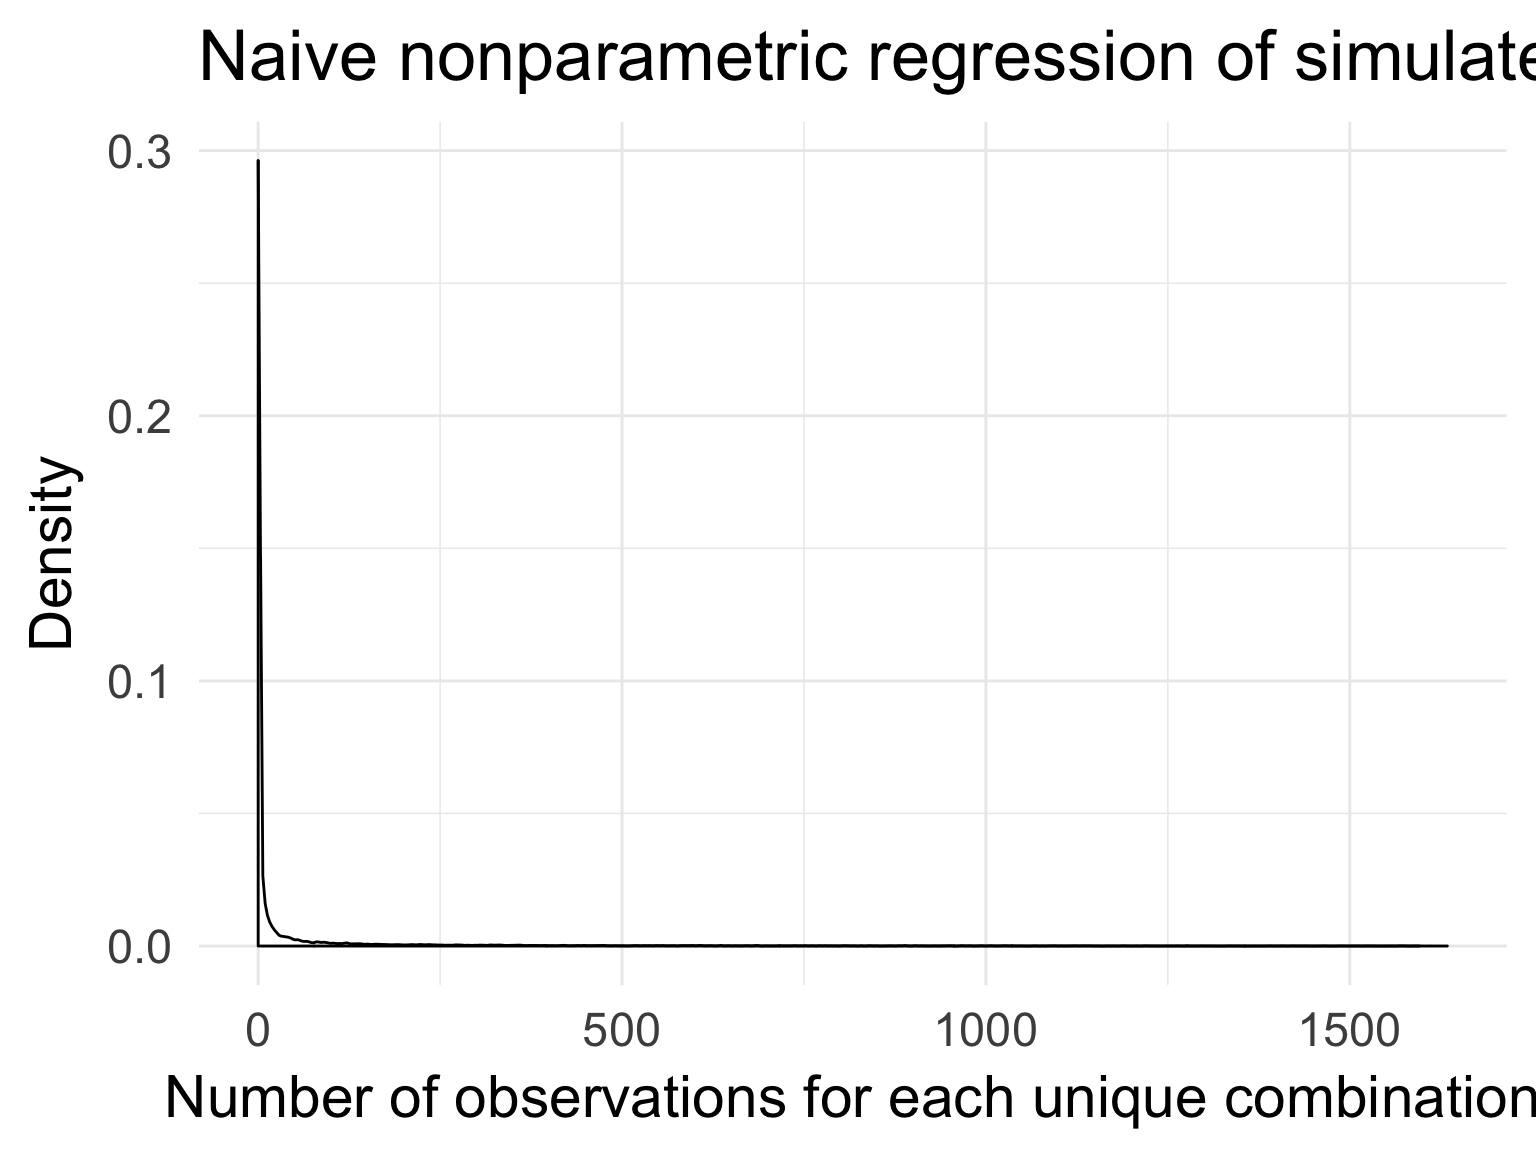 Naive nonparametric regression of simulate
0.3
0.2
0.1
0.0
Density
0
500
1000
1500
Number of observations for each unique combination